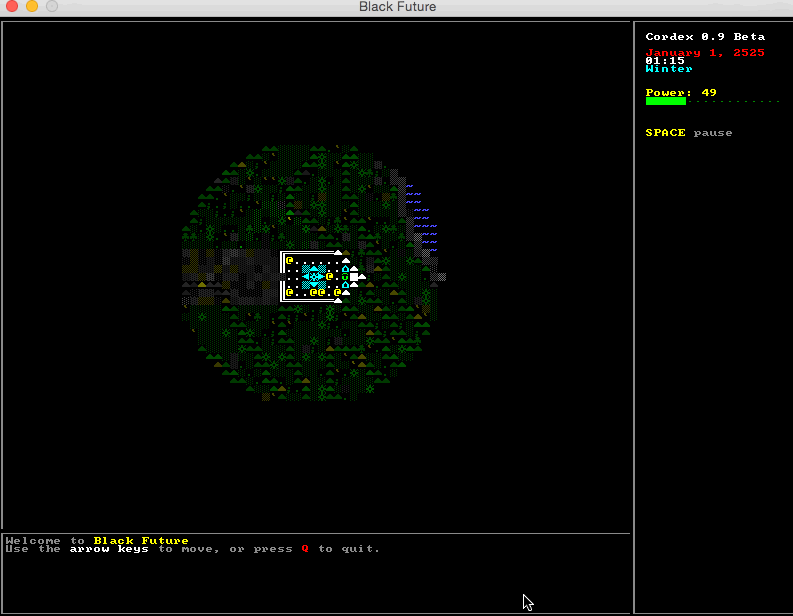 Black Future
Cordex 0.9 Beta
January 1, 2525
01:15
Winter
Power: 49
SPACE pause
Welcome to Black Future
Use the arrow keys to move, or press Q to quit.